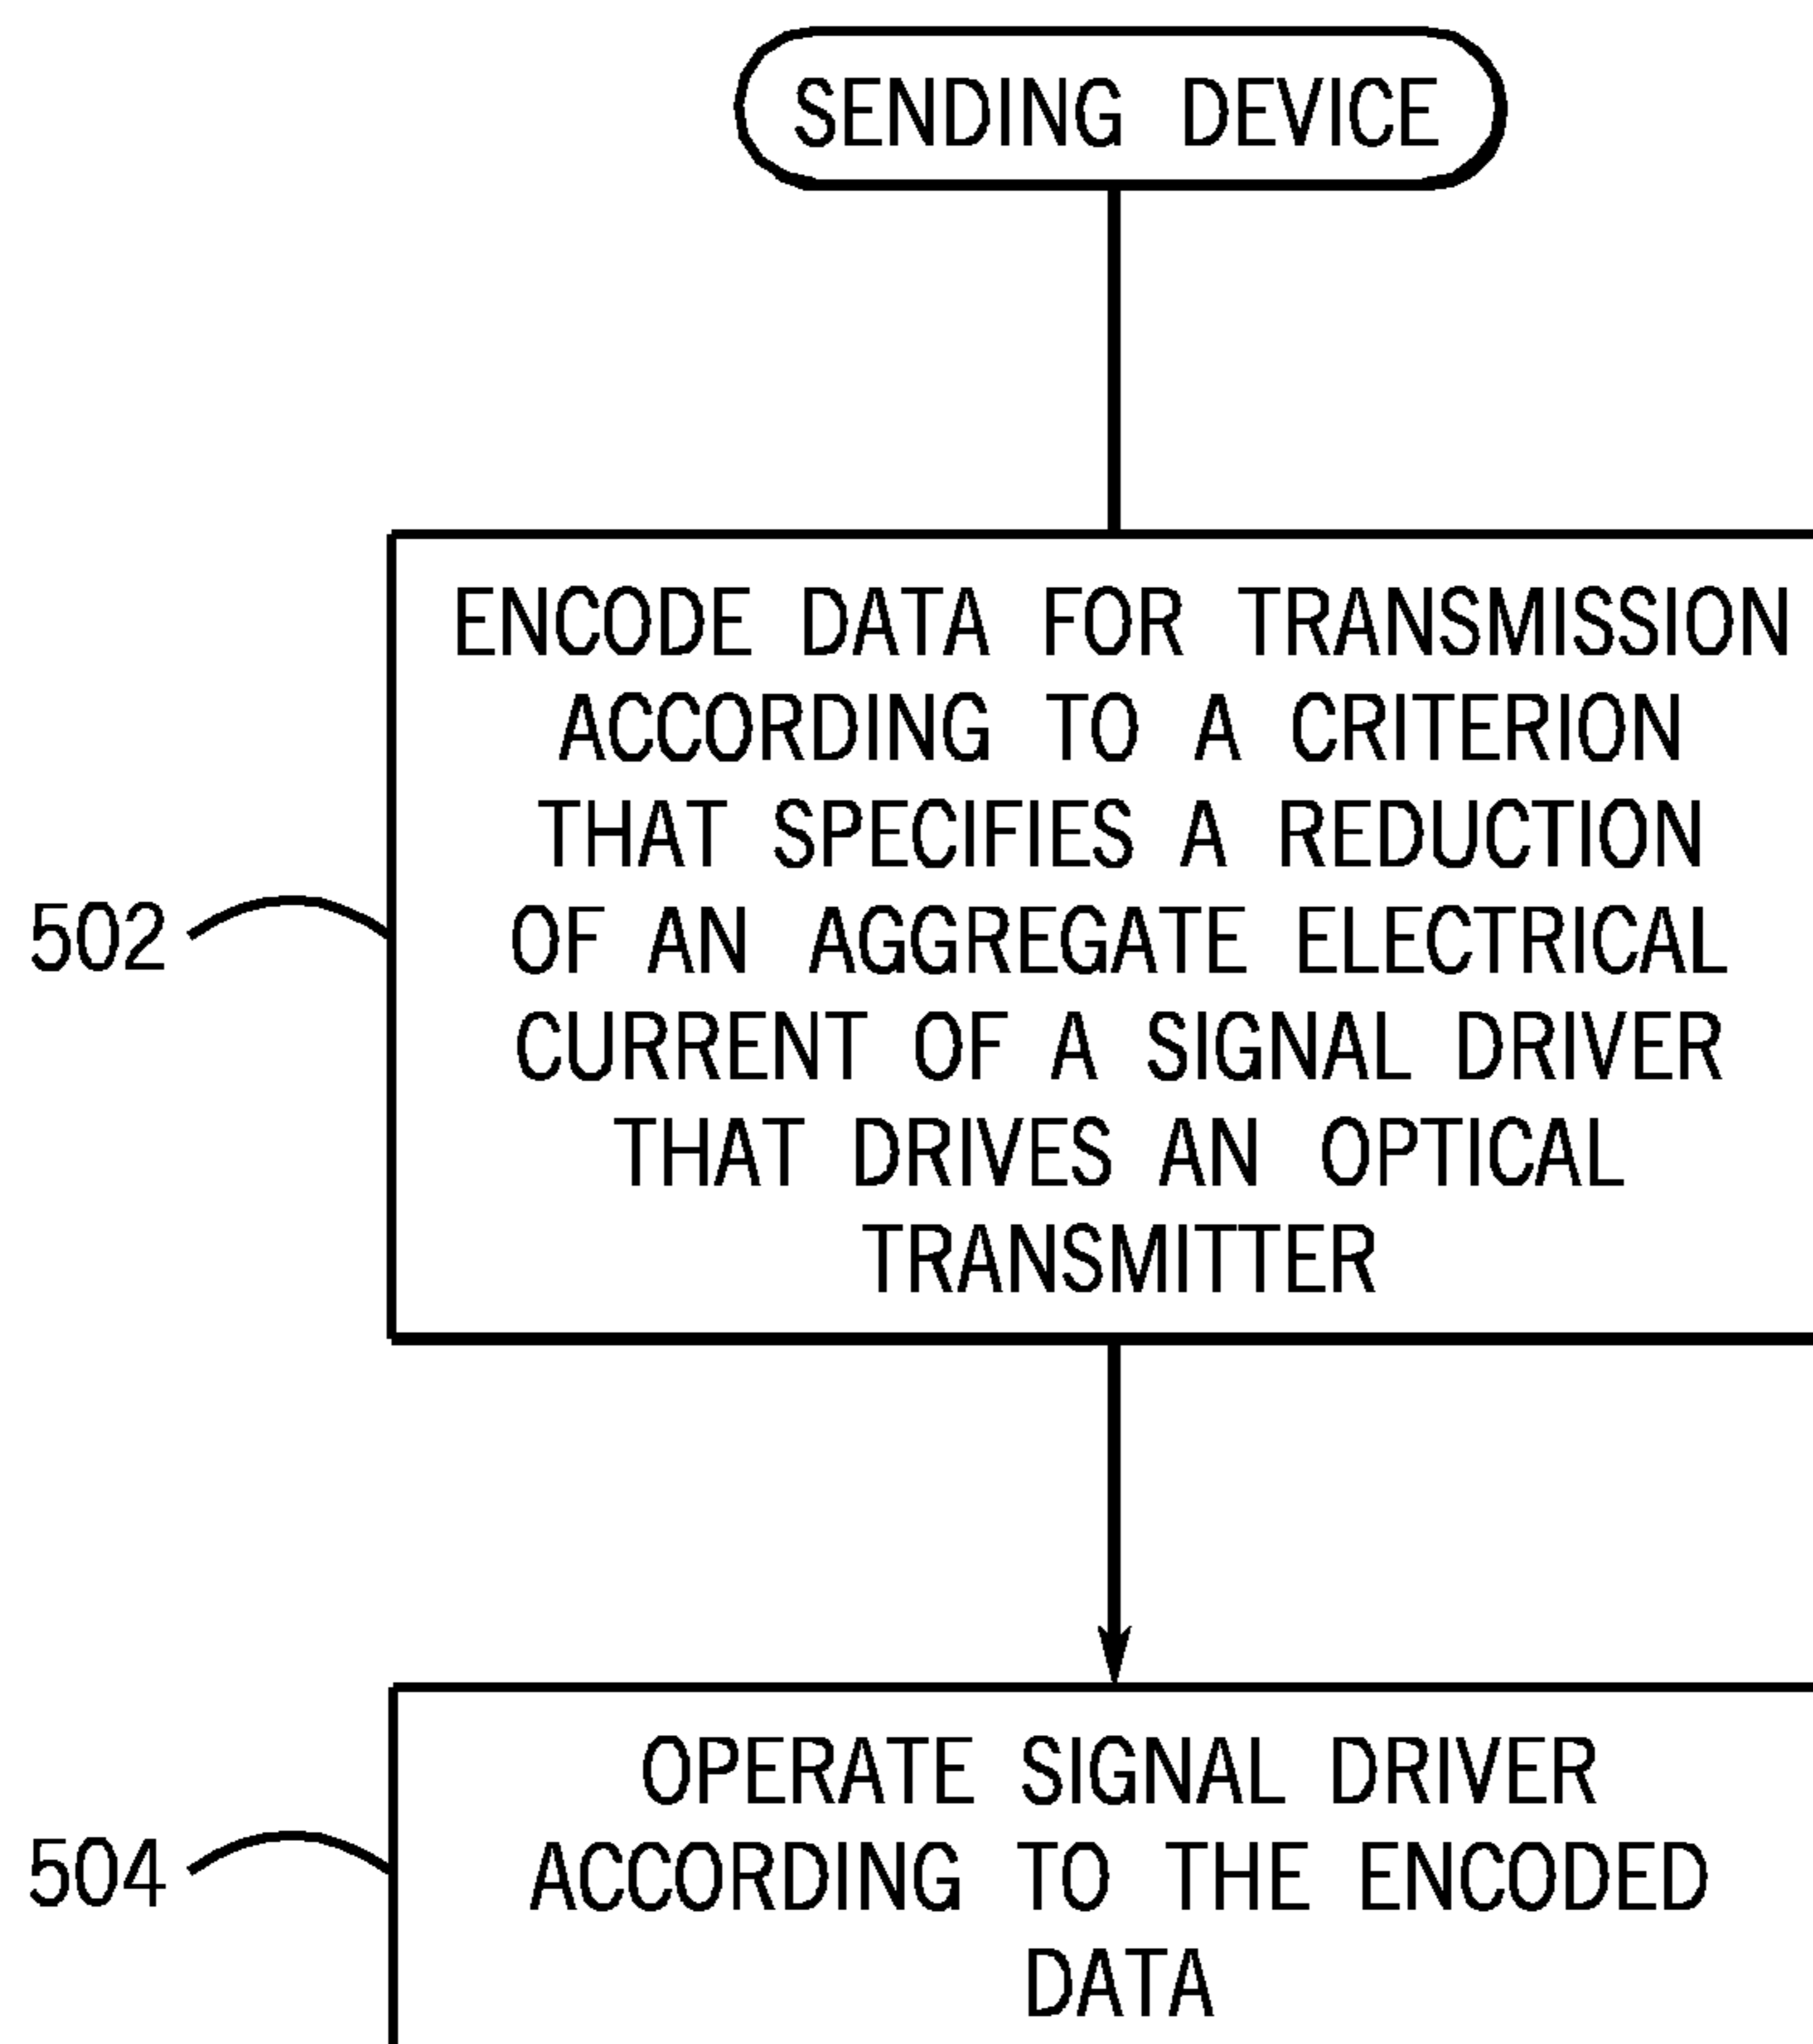 SENDING DEVICE
ENCODE DATA FOR TRANSMISSION
ACCORDING TO A CRITERION
THAT SPECIFIES A REDUCTION
OF AN AGGREGATE ELECTRICAL
CURRENT OF A SIGNAL DRIVER
THAT DRIVES AN OPTICAL
TRANSMITTER
502
OPERATE SIGNAL DRIVER
ACCORDING TO THE ENCODED
DATA
504